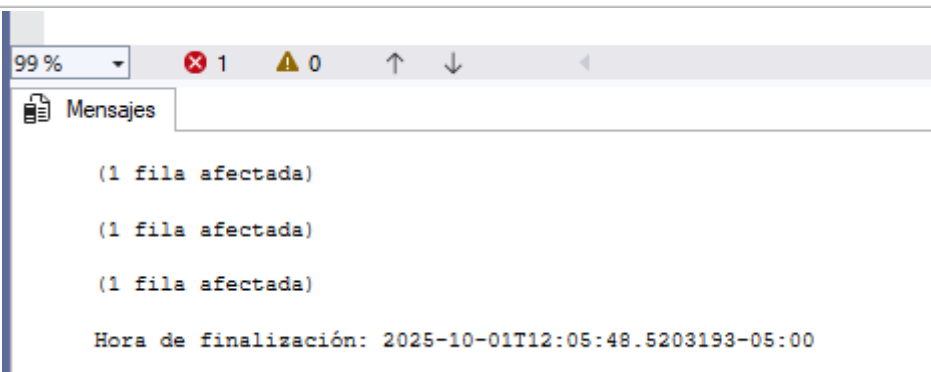 99 % 1 0
Mensajes
(1 fila afectada)
(1 fila afectada)
(1 fila afectada)
Hora de finalización: 2025-10-01T12:05:48.5203193-05:00